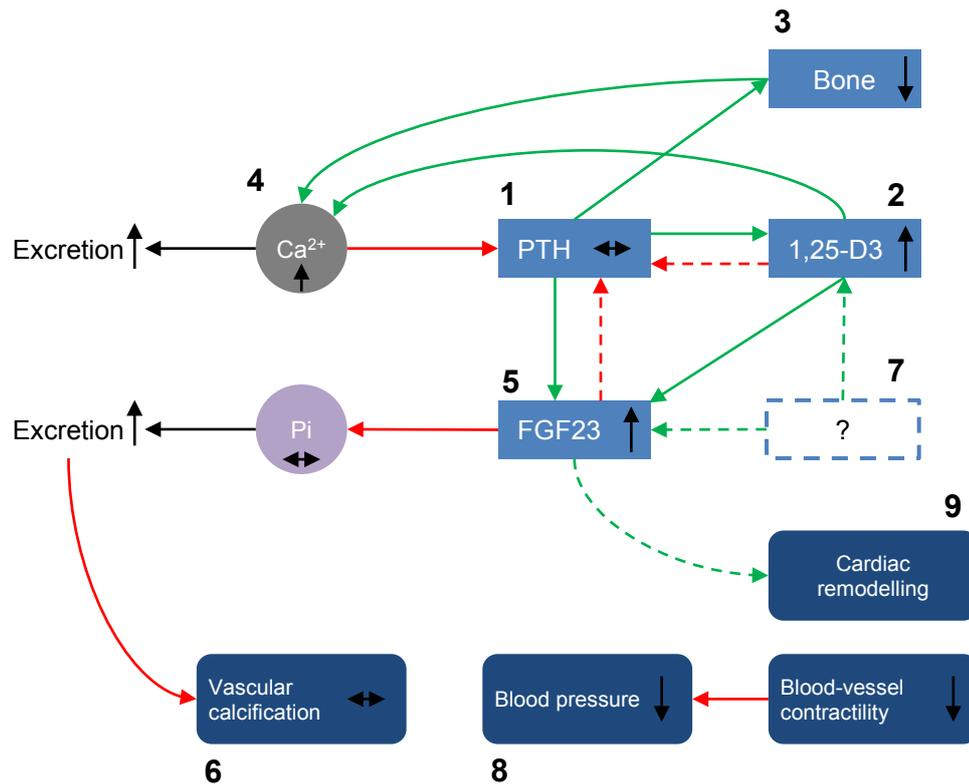 3
Bone
4
1
2
Excretion
Ca²⁺
PTH
1,25-D3
5
7
Excretion
Pi
FGF23
?
9
Cardiac
remodelling
Vascular
calcification
Blood pressure
Blood-vessel
contractility
6
8